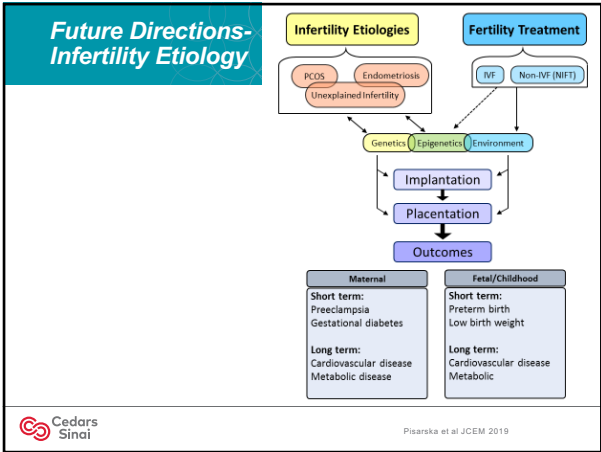 Future Directions-
Infertility Etiology
Infertility Etiologies
Fertility Treatment
PCOS
Endometriosis
Unexplained Infertility
IVF
Non-IVF (NIFT)
Genetics
Epigenetics
Environment
Implantation
Placentation
Outcomes
Maternal
Short term:
Preeclampsia
Gestational diabetes
Long term:
Cardiovascular disease
Metabolic disease
Fetal/Childhood
Short term:
Preterm birth
Low birth weight
Long term:
Cardiovascular disease
Metabolic
Cedars
Sinai
Pisarska et al JCEM 2019